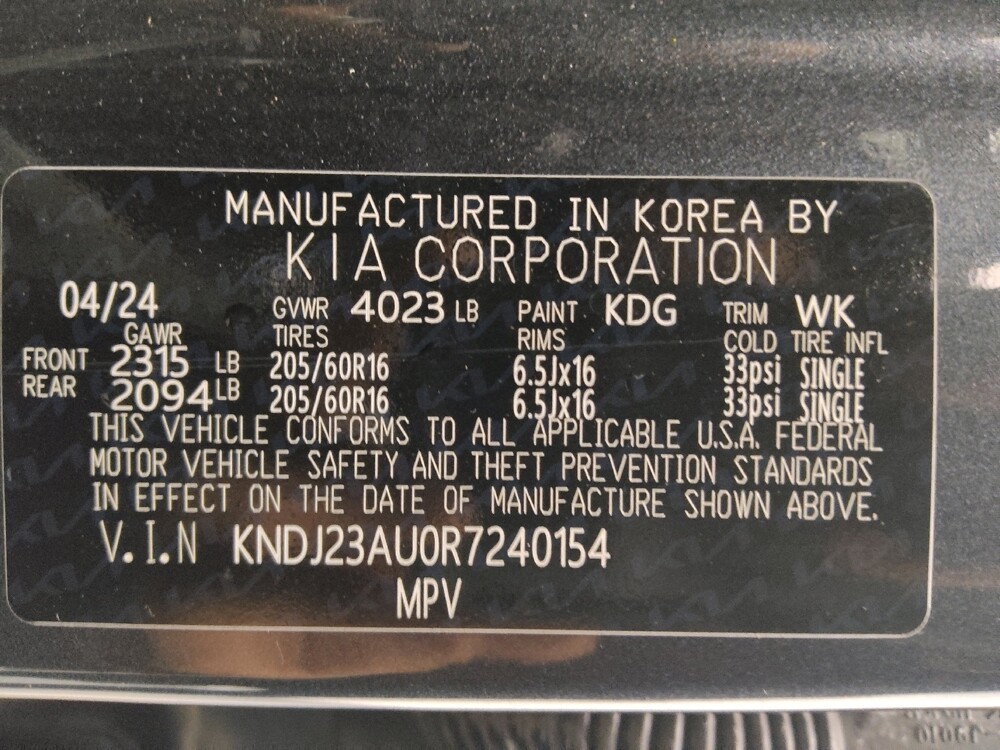 MANUFACTURED IN KOREA BY
KIA CORPORATION
04/24 GVWR 4023 LB PAINT KDG TRIM WK
GAWR TIRES RIMS COLD TIRE INFL
FRONT 2315 LB 205/60R16 6.5Jx16 33psi SINGLE
REAR 2094 LB 205/60R16 6.5Jx16 33psi SINGLE
THIS VEHICLE CONFORMS TO ALL APPLICABLE U.S.A. FEDERAL
MOTOR VEHICLE SAFETY AND THEFT PREVENTION STANDARDS
IN EFFECT ON THE DATE OF MANUFACTURE SHOWN ABOVE.
V.I.N KNDJ23AU0R7240154
MPV